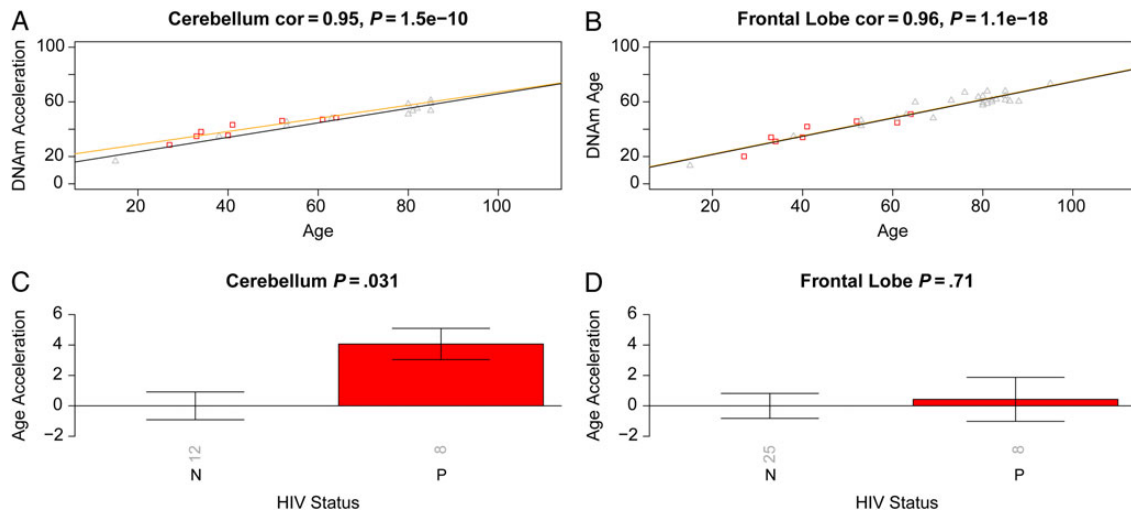 A
Cerebellum cor = 0.95, P = 1.5e−10
DNAm Acceleration
100
60
40
20
0
20
40
60
80
100
Age
B
Frontal Lobe cor = 0.96, P = 1.1e−18
DNAm Age
100
60
40
20
0
20
40
60
80
100
Age
C
Cerebellum P = .031
Age Acceleration
6
4
2
0
−2
12
8
N
P
HIV Status
D
Frontal Lobe P = .71
Age Acceleration
6
4
2
0
−2
25
8
N
P
HIV Status